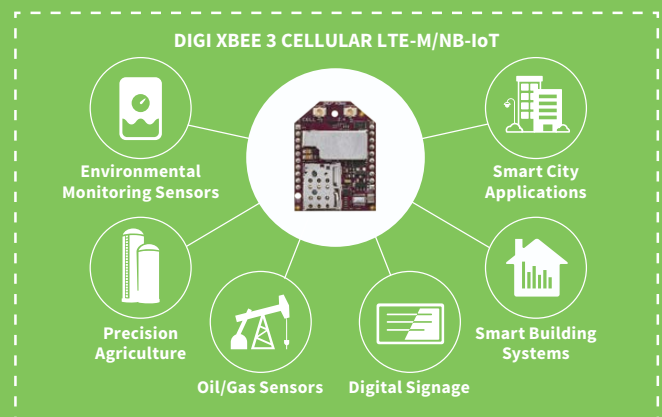 DIGI XBEE 3 CELLULAR LTE-M/NB-IoT
Environmental
Monitoring Sensors
Smart City
Applications
Precision
Agriculture
Smart Building
Systems
Oil/Gas Sensors
Digital Signage